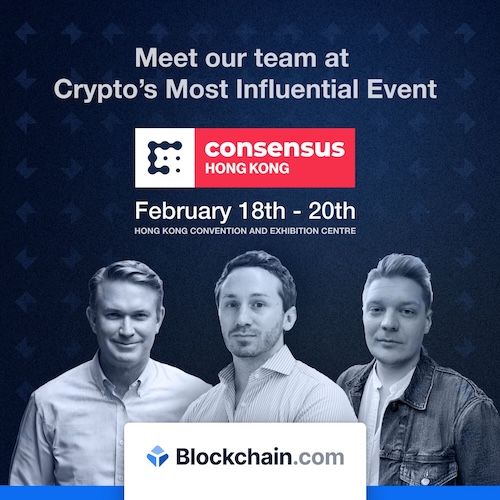 Meet our team at
Crypto's Most Influential Event
consensus
HONG KONG
February 18th - 20th
HONG KONG CONVENTION AND EXHIBITION CENTRE
Blockchain.com